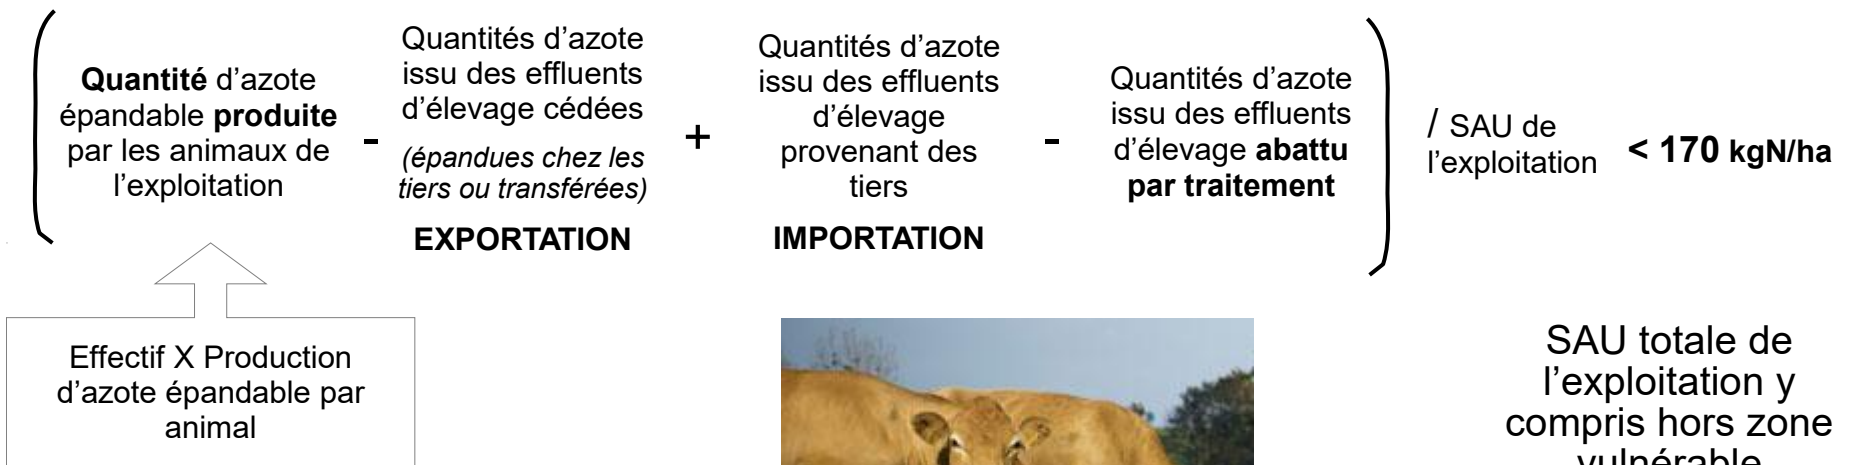 Quantité d'azote
épandable produite
par les animaux de
l'exploitation
-
Quantités d'azote
issu des effluents
d'élevage cédées
(épandues chez les
tiers ou transférées)
EXPORTATION
+
Quantités d'azote
issu des effluents
d'élevage
provenant des
tiers
IMPORTATION
-
Quantités d'azote
issu des effluents
d'élevage abattu
par traitement
/ SAU de
l'exploitation
< 170 kgN/ha
Effectif X Production
d'azote épandable par
animal
SAU totale de
l'exploitation y
compris hors zone
vulnérable